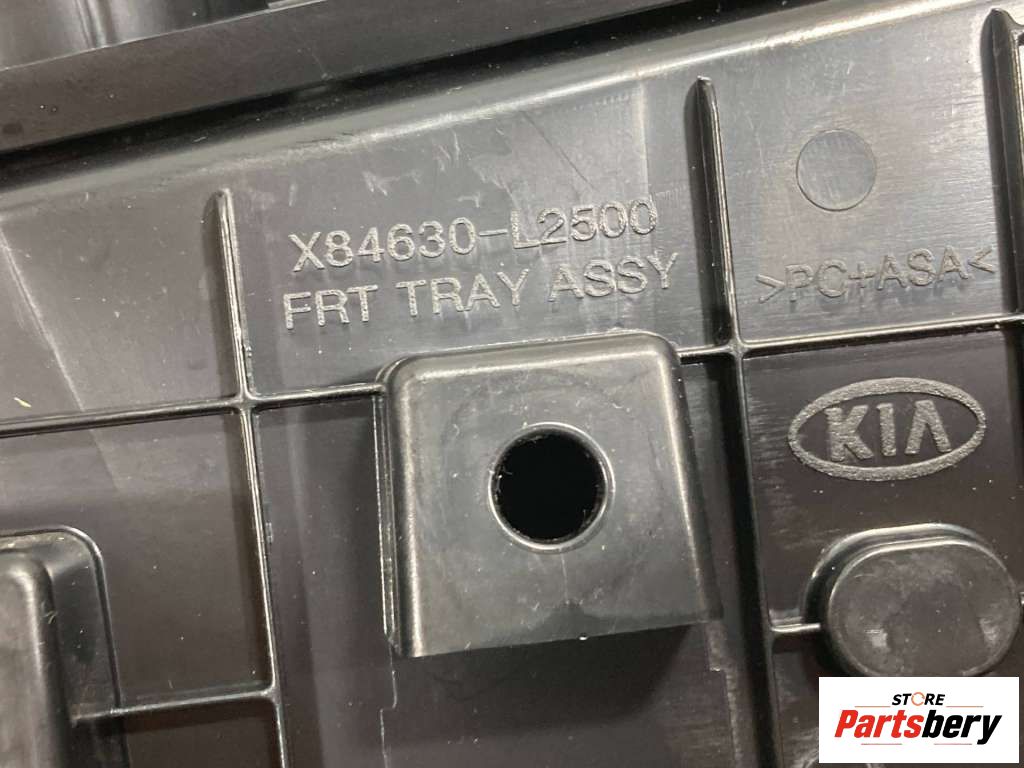 X84630-L2500
FRT TRAY ASSY
>PC+ASA<
KIA
STORE
Partsbery